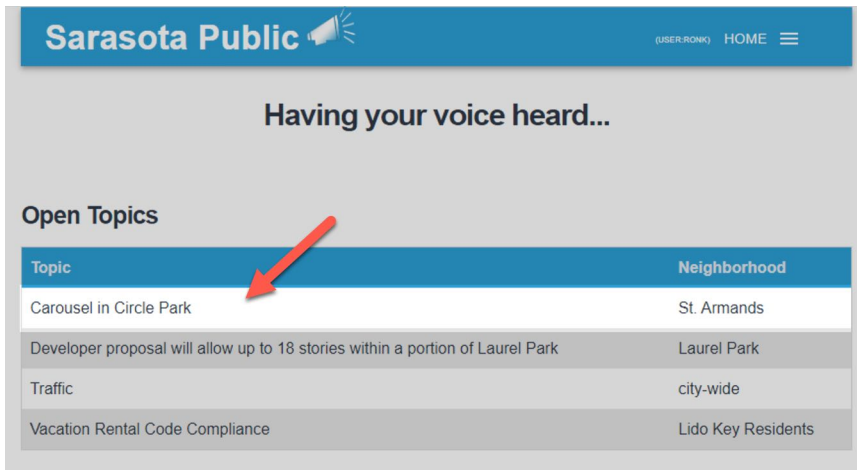 Sarasota Public
(USER:RONK) HOME
Having your voice heard...
Open Topics
Topic Neighborhood
Carousel in Circle Park St. Armands
Developer proposal will allow up to 18 stories within a portion of Laurel Park Laurel Park
Traffic city-wide
Vacation Rental Code Compliance Lido Key Residents